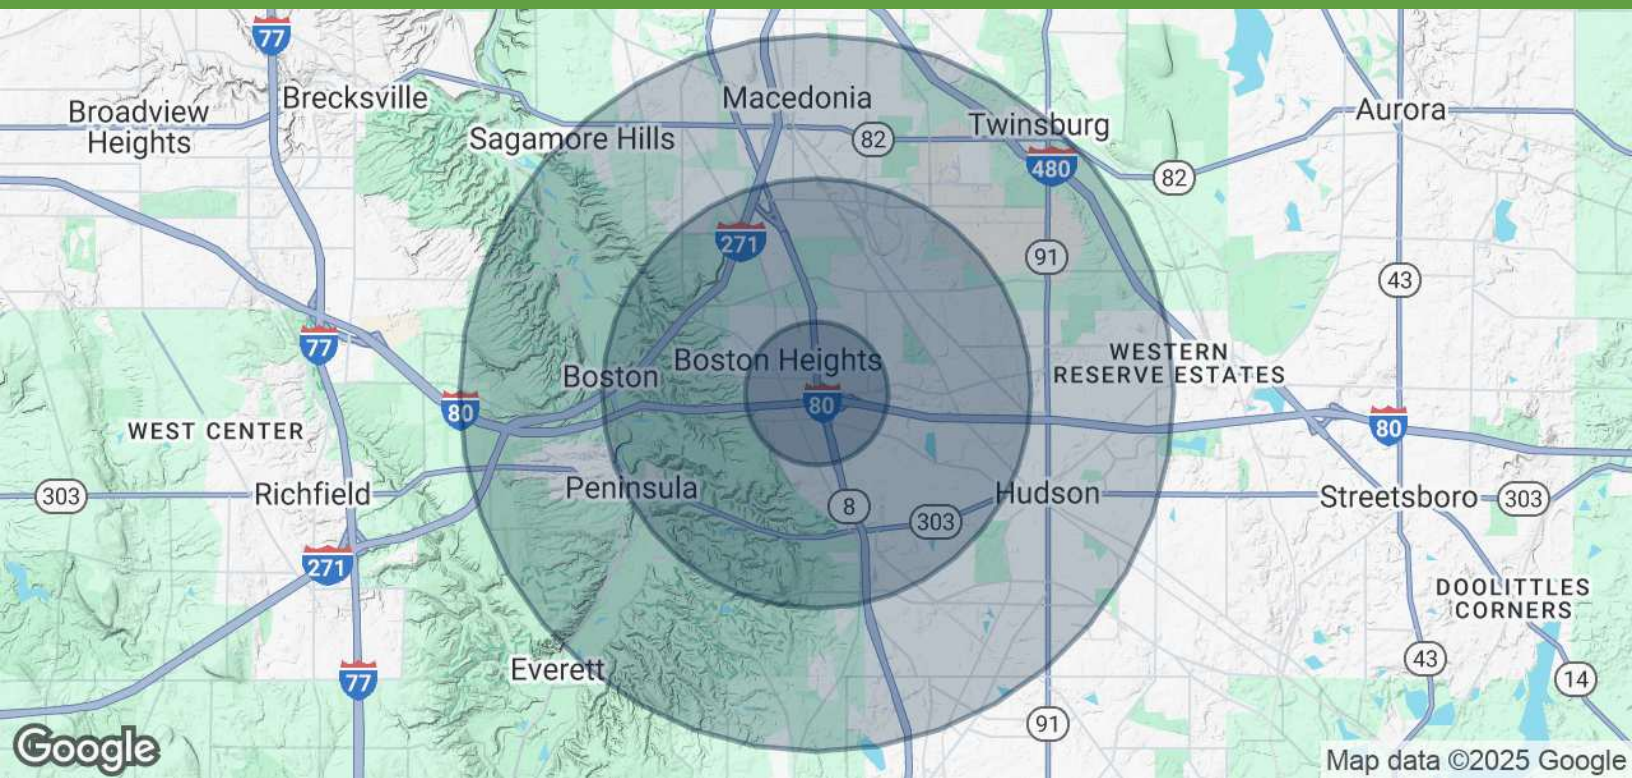 77
Broadview
Heights
Brecksville
Sagamore Hills
Macedonia
82
Twinsburg
480
82
Aurora
271
91
43
77
Boston
Boston Heights
WESTERN
RESERVE ESTATES
80
80
80
WEST CENTER
303
Richfield
Peninsula
8
303
Hudson
Streetsboro
303
271
DOOLITTLES
CORNERS
Everett
77
43
14
91
Google
Map data ©2025 Google